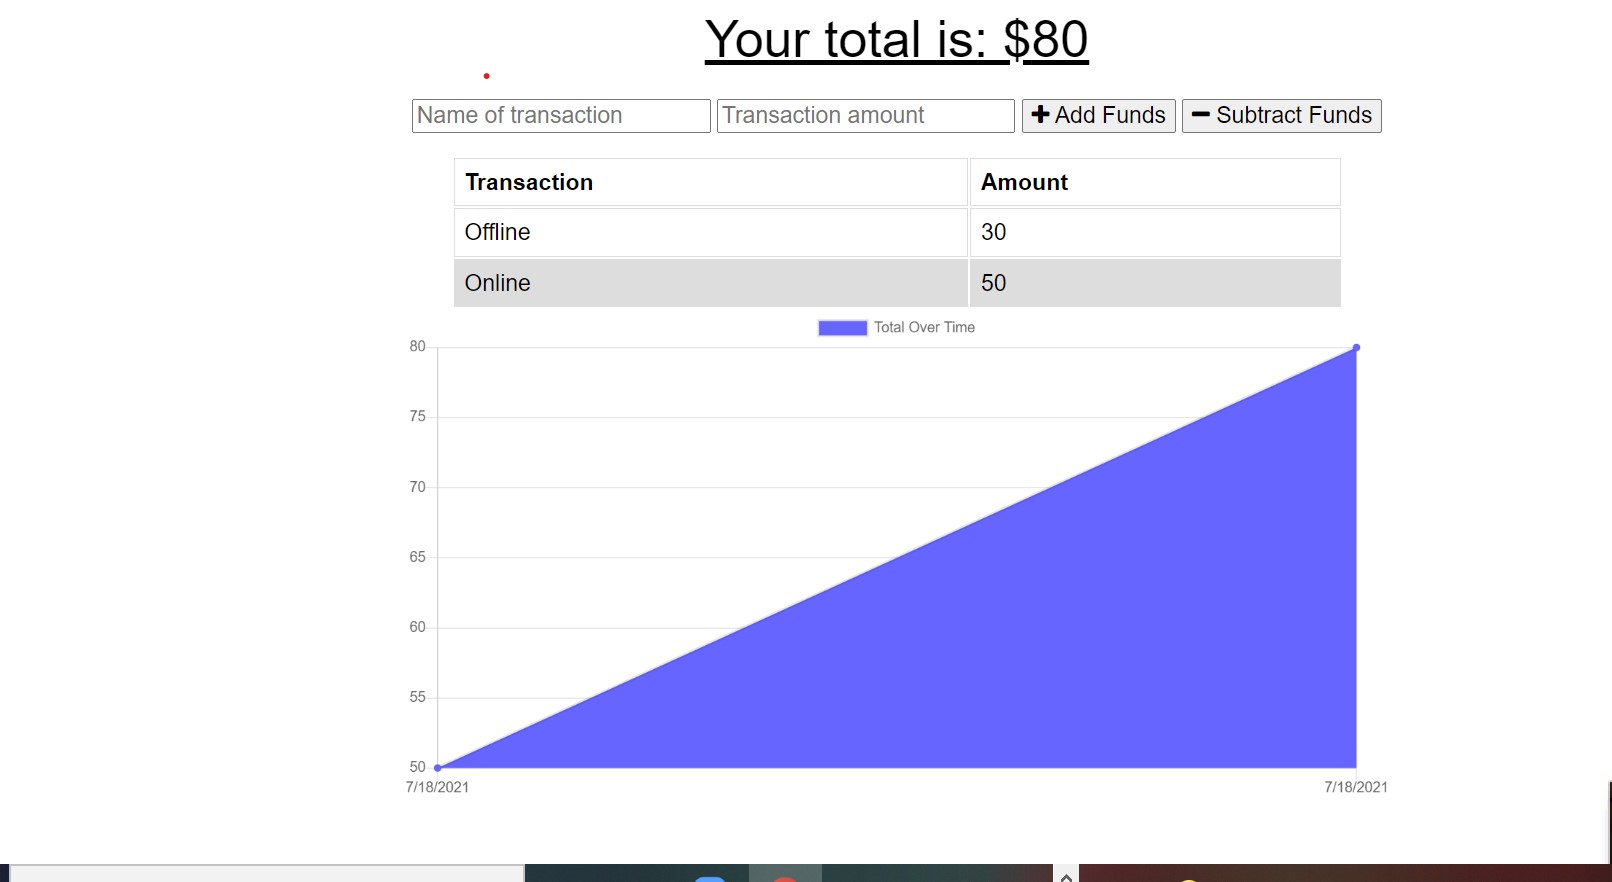 Your total is: $80
Name of transaction Transaction amount Add Funds Subtract Funds
Transaction Amount
Offline 30
Online 50
Total Over Time
80
75
70
65
60
55
50
7/18/2021 7/18/2021